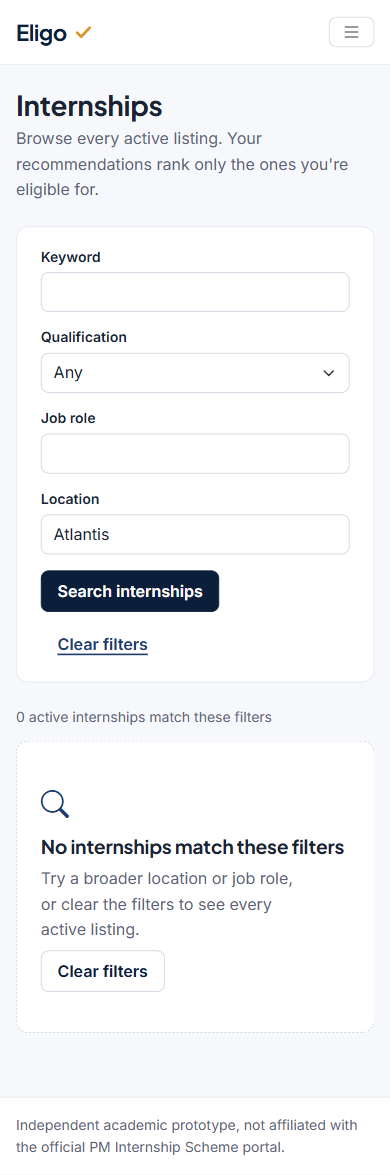 Eligo
Internships
Browse every active listing. Your
recommendations rank only the ones you're
eligible for.
Keyword
Qualification
Any
Job role
Location
Atlantis
Search internships
Clear filters
0 active internships match these filters
No internships match these filters
Try a broader location or job role,
or clear the filters to see every
active listing.
Clear filters
Independent academic prototype, not affiliated with
the official PM Internship Scheme portal.